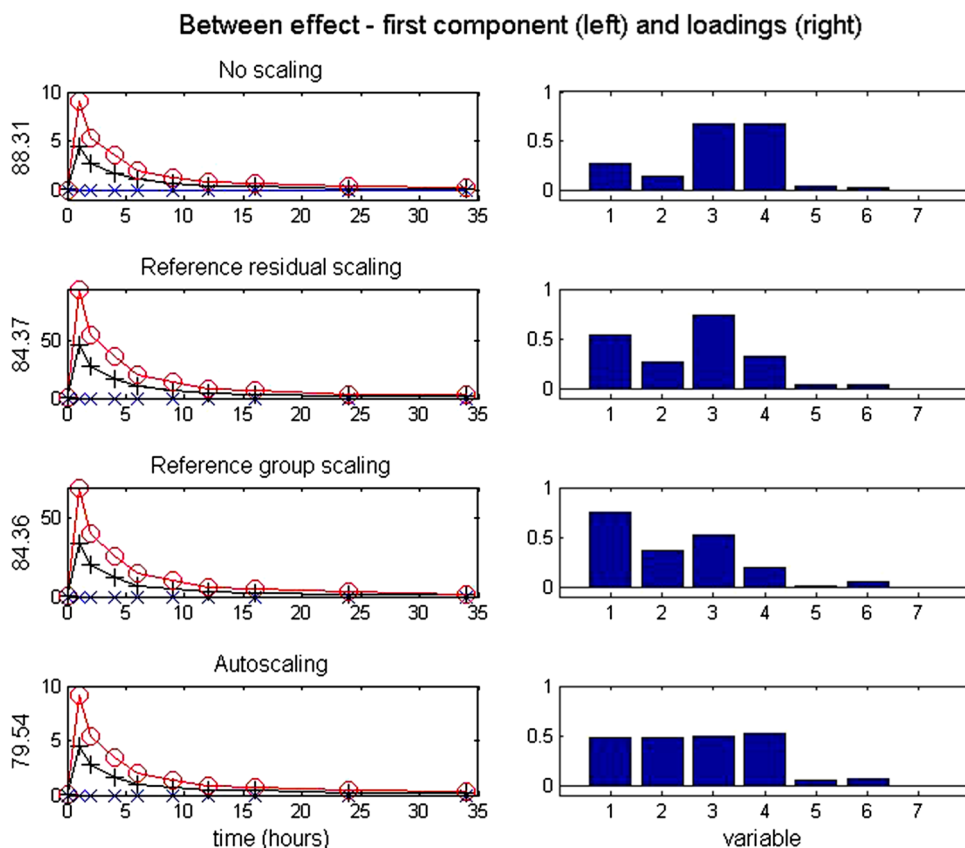 Between effect - first component (left) and loadings (right)
No scaling
88.31
10
5
0
0 5 10 15 20 25 30 35
1
0.5
0
1 2 3 4 5 6 7
Reference residual scaling
84.37
50
0
0 5 10 15 20 25 30 35
1
0.5
0
1 2 3 4 5 6 7
Reference group scaling
84.36
50
0
0 5 10 15 20 25 30 35
1
0.5
0
1 2 3 4 5 6 7
Autoscaling
79.54
10
5
0
0 5 10 15 20 25 30 35
time (hours)
1
0.5
0
1 2 3 4 5 6 7
variable